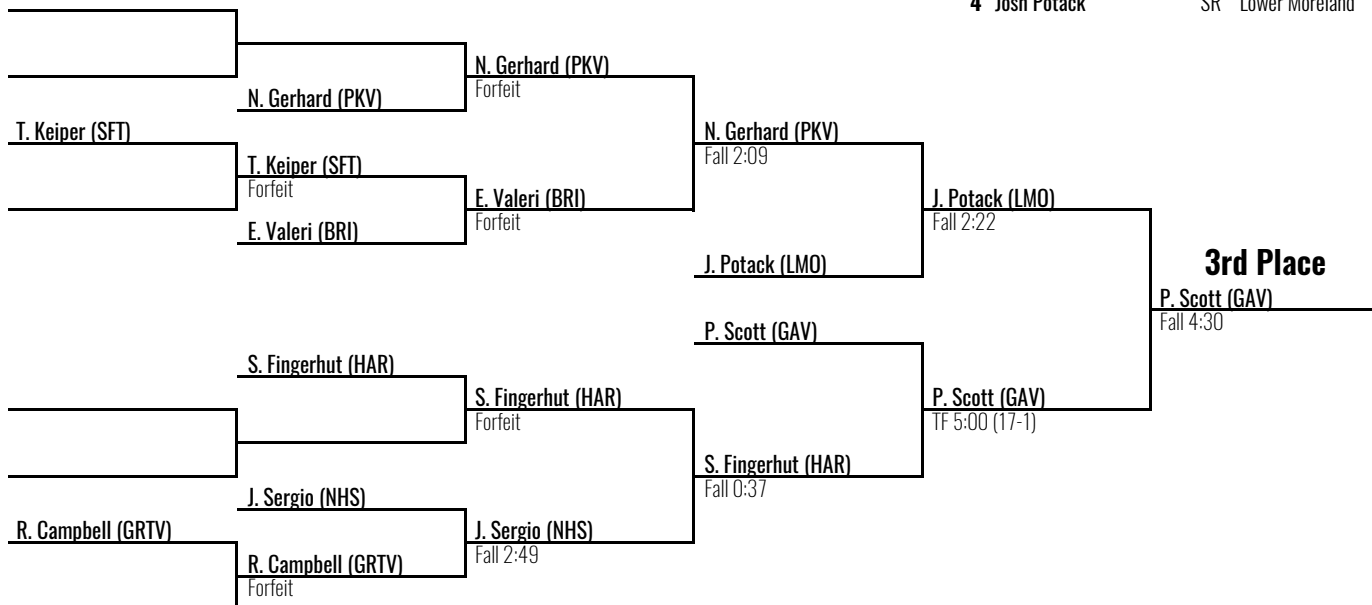 4 Josh Potack SR Lower Moreland
N. Gerhard (PKV)
Forfeit
N. Gerhard (PKV)
T. Keiper (SFT)
N. Gerhard (PKV)
Fall 2:09
T. Keiper (SFT)
Forfeit
E. Valeri (BRI)
Forfeit
J. Potack (LMO)
Fall 2:22
E. Valeri (BRI)
J. Potack (LMO)
3rd Place
P. Scott (GAV)
Fall 4:30
P. Scott (GAV)
S. Fingerhut (HAR)
S. Fingerhut (HAR)
Forfeit
P. Scott (GAV)
TF 5:00 (17-1)
S. Fingerhut (HAR)
Fall 0:37
J. Sergio (NHS)
R. Campbell (GRTV)
J. Sergio (NHS)
Fall 2:49
R. Campbell (GRTV)
Forfeit